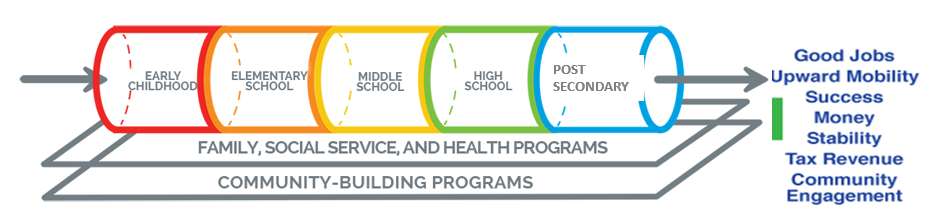 EARLY
CHILDHOOD
ELEMENTARY
SCHOOL
MIDDLE
SCHOOL
HIGH
SCHOOL
POST
SECONDARY
FAMILY, SOCIAL SERVICE, AND HEALTH PROGRAMS
COMMUNITY-BUILDING PROGRAMS
Good Jobs
Upward Mobility
Success
Money
Stability
Tax Revenue
Community
Engagement